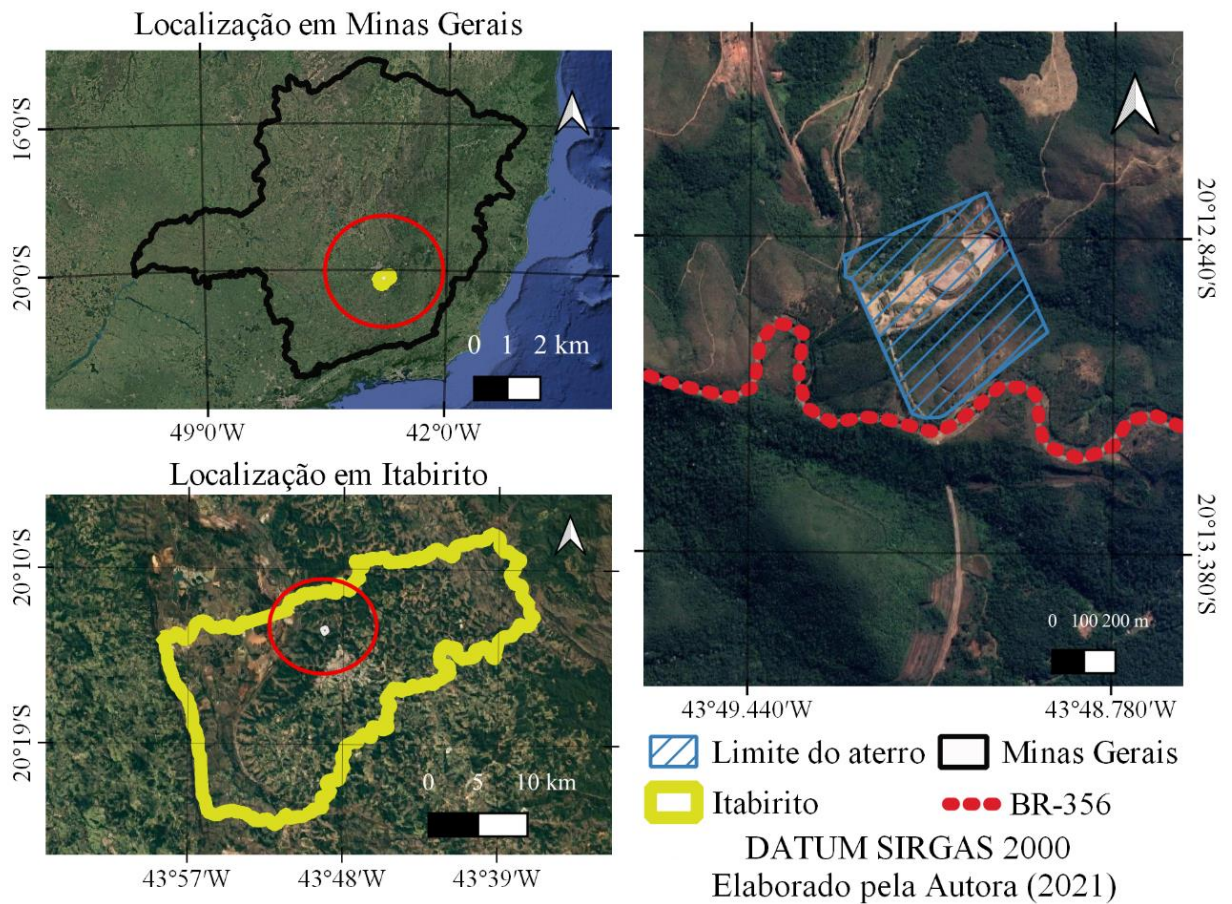 Localização em Minas Gerais
16°0'S
20°0'S
0 1 2 km
49°0'W 42°0'W
Localização em Itabirito
20°10'S
20°19'S
0 5 10 km
43°57'W 43°48'W 43°39'W
20°12.840'S
20°13.380'S
0 100 200 m
43°49.440'W 43°48.780'W
Limite do aterro Minas Gerais
Itabirito BR-356
DATUM SIRGAS 2000
Elaborado pela Autora (2021)